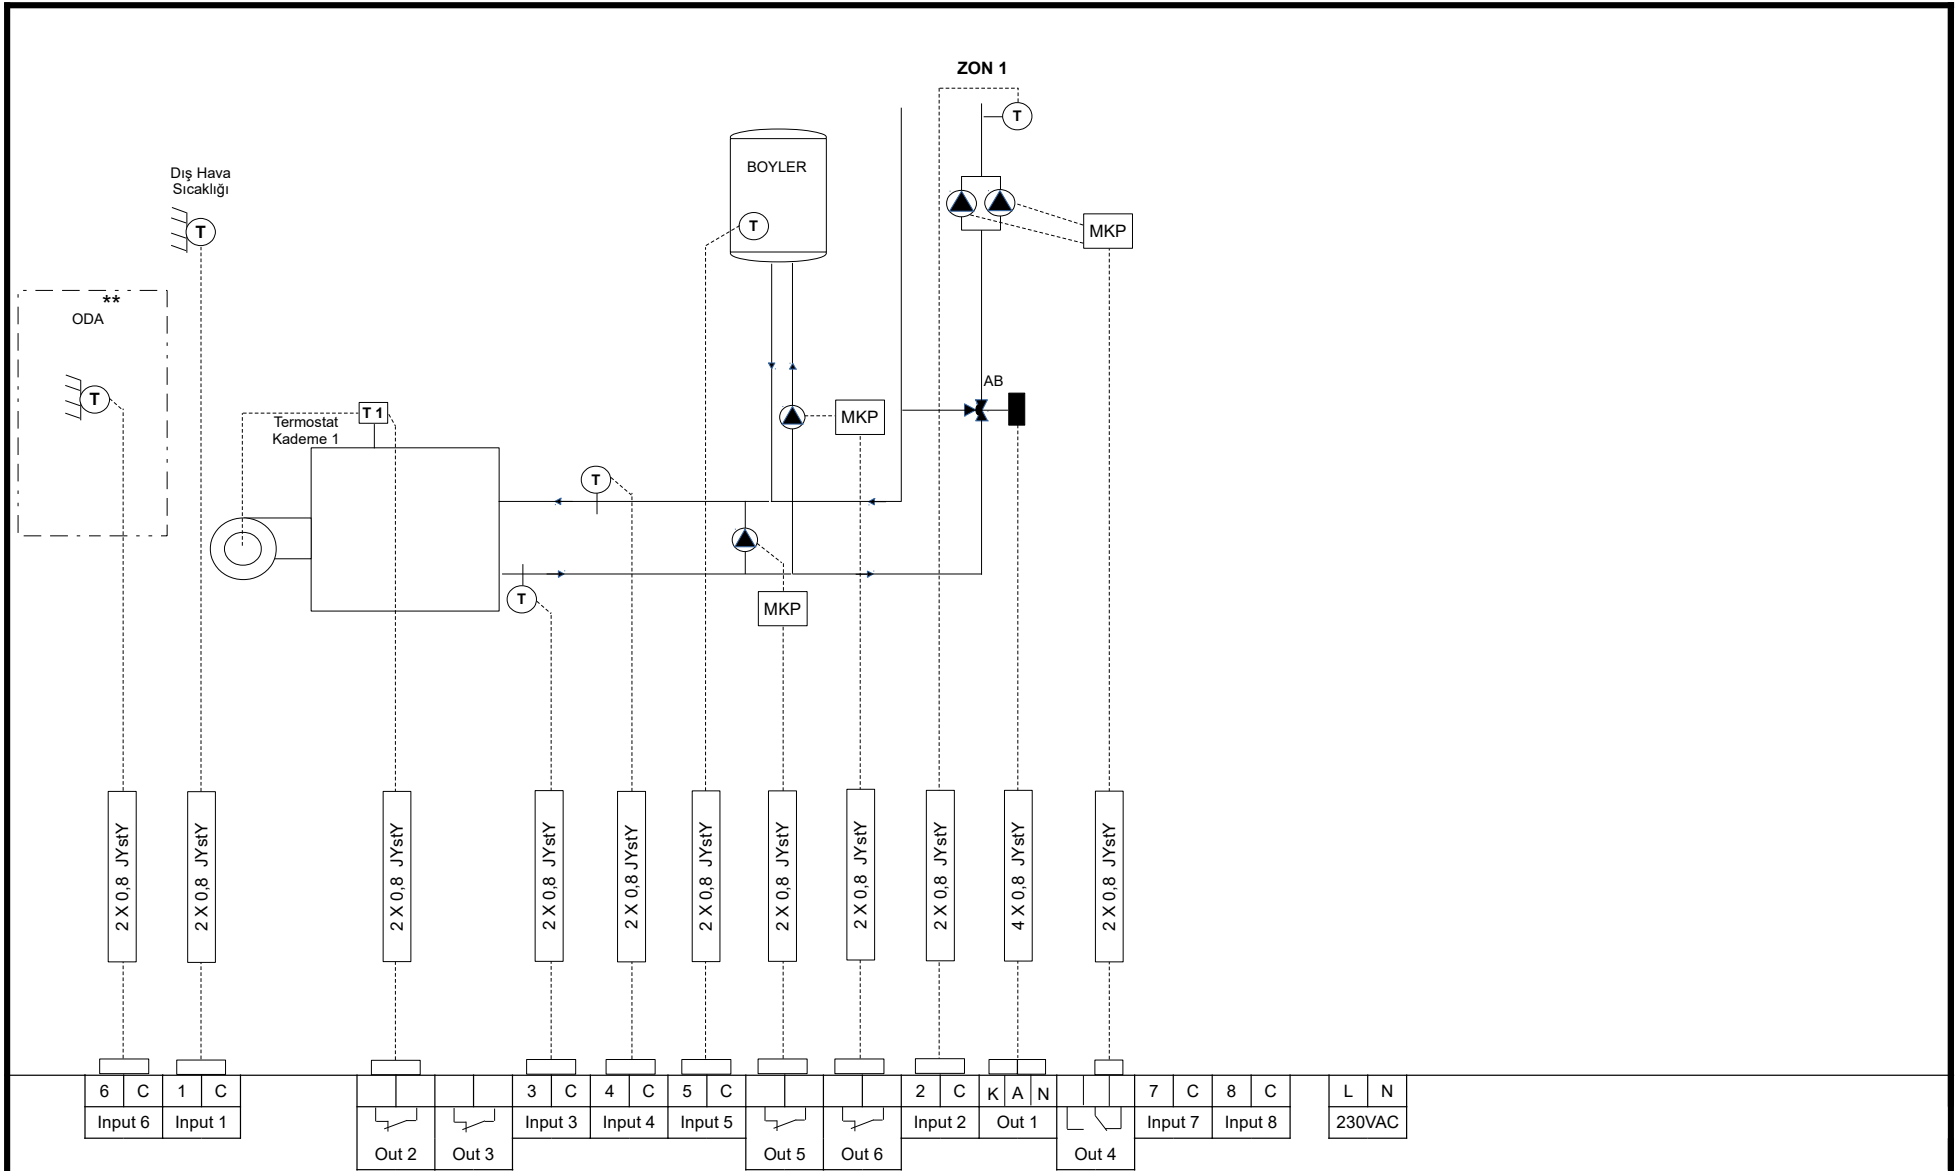 ZON 1
T
BOYLER
Dış Hava
Sıcaklığı
T
T
MKP
**
ODA
T
AB
T 1
Termostat
Kademe 1
MKP
T
T
MKP
2 X 0,8 JYstY
2 X 0,8 JYstY
2 X 0,8 JYstY
2 X 0,8 JYstY
2 X 0,8 JYstY
2 X 0,8 JYstY
2 X 0,8 JYstY
2 X 0,8 JYstY
2 X 0,8 JYstY
4 X 0,8 JYstY
2 X 0,8 JYstY
6 C 1 C 3 C 4 C 5 C 2 C K A N 7 C 8 C L N
Input 6 Input 1 Input 3 Input 4 Input 5 Input 2 Out 1 Input 7 Input 8 230VAC
Out 2 Out 3 Out 5 Out 6 Out 4